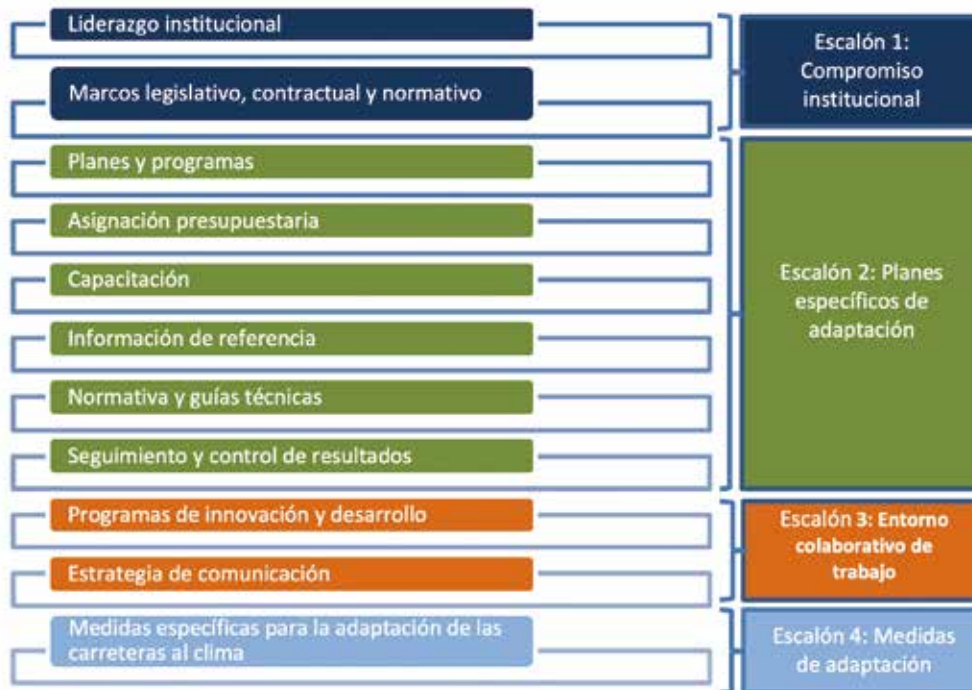 Liderazgo institucional
Marcos legislativo, contractual y normativo
Escalón 1:
Compromiso
institucional
Planes y programas
Asignación presupuestaria
Capacitación
Información de referencia
Normativa y guías técnicas
Seguimiento y control de resultados
Escalón 2: Planes
específicos de
adaptación
Programas de innovación y desarrollo
Estrategia de comunicación
Escalón 3: Entorno
colaborativo de
trabajo
Medidas específicas para la adaptación de las
carreteras al clima
Escalón 4: Medidas
de adaptación